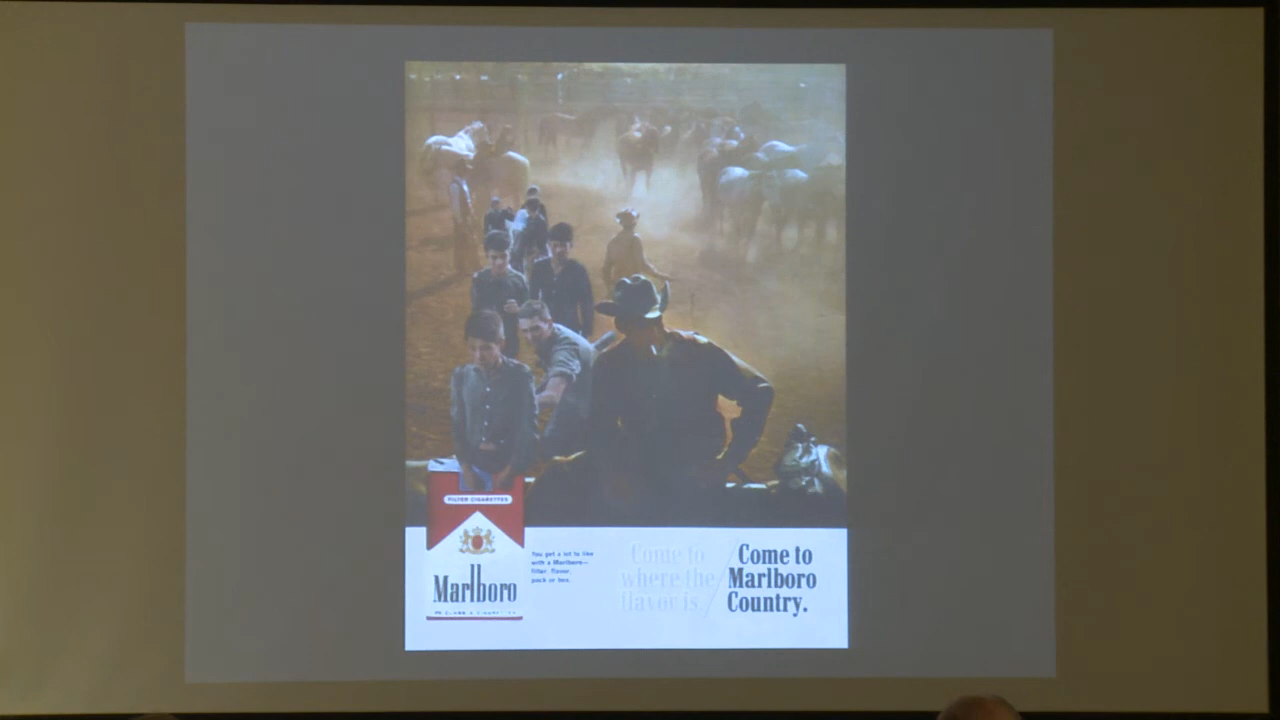 FILTER CIGARETTES
Marlboro
You get a lot to like
with a Marlboro—
filter, flavor,
pack or box.
Come to
where the
flavor is.
Come to
Marlboro
Country.